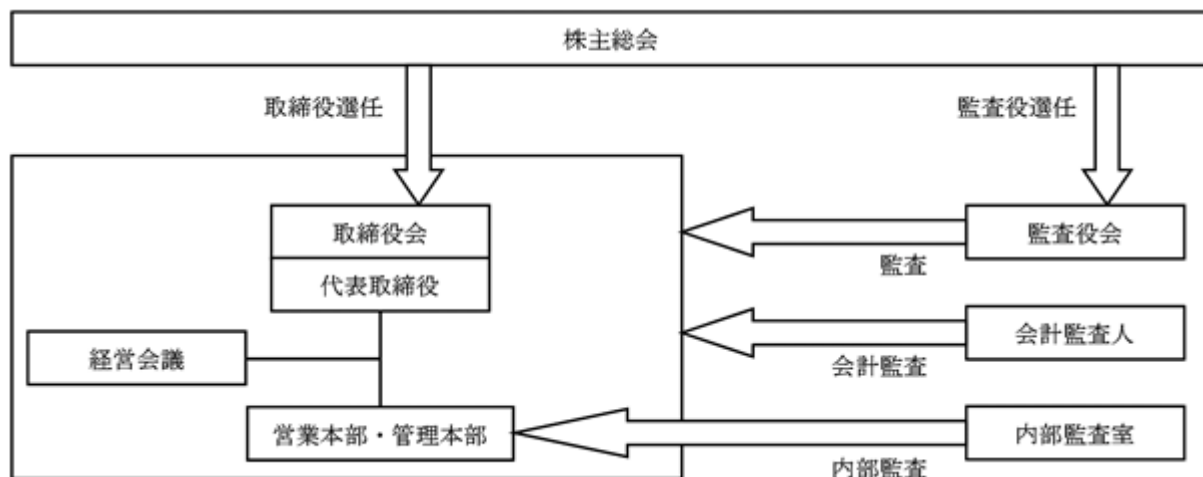 株主総会
取締役選任
監査役選任
取締役会
監査役会
監査
代表取締役
会計監査人
経営会議
会計監査
営業本部・管理本部
内部監査室
内部監査